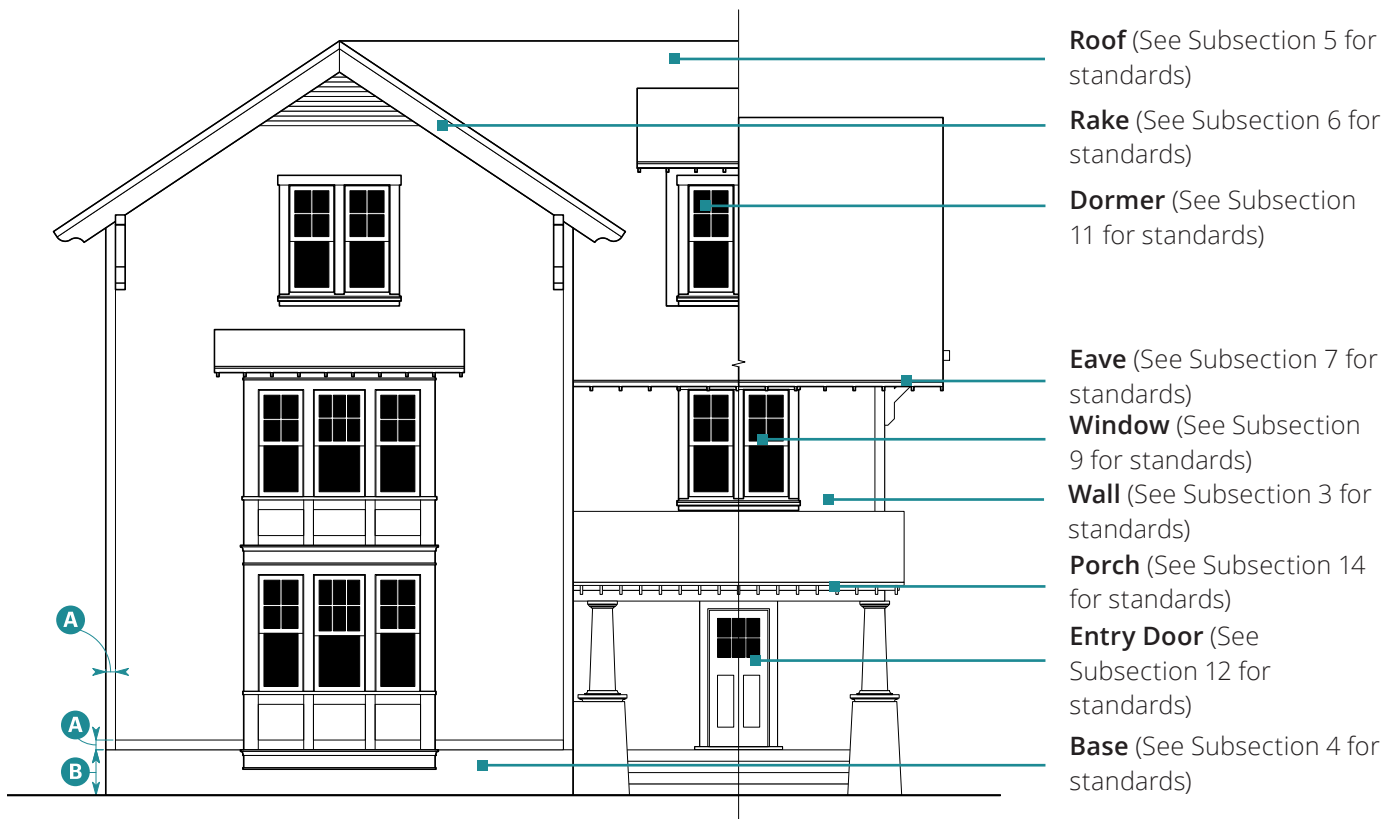 Roof (See Subsection 5 for
standards)
Rake (See Subsection 6 for
standards)
Dormer (See Subsection
11 for standards)
Eave (See Subsection 7 for
standards)
Window (See Subsection
9 for standards)
Wall (See Subsection 3 for
standards)
Porch (See Subsection 14
for standards)
Entry Door (See
Subsection 12 for
standards)
Base (See Subsection 4 for
standards)
A
A
B